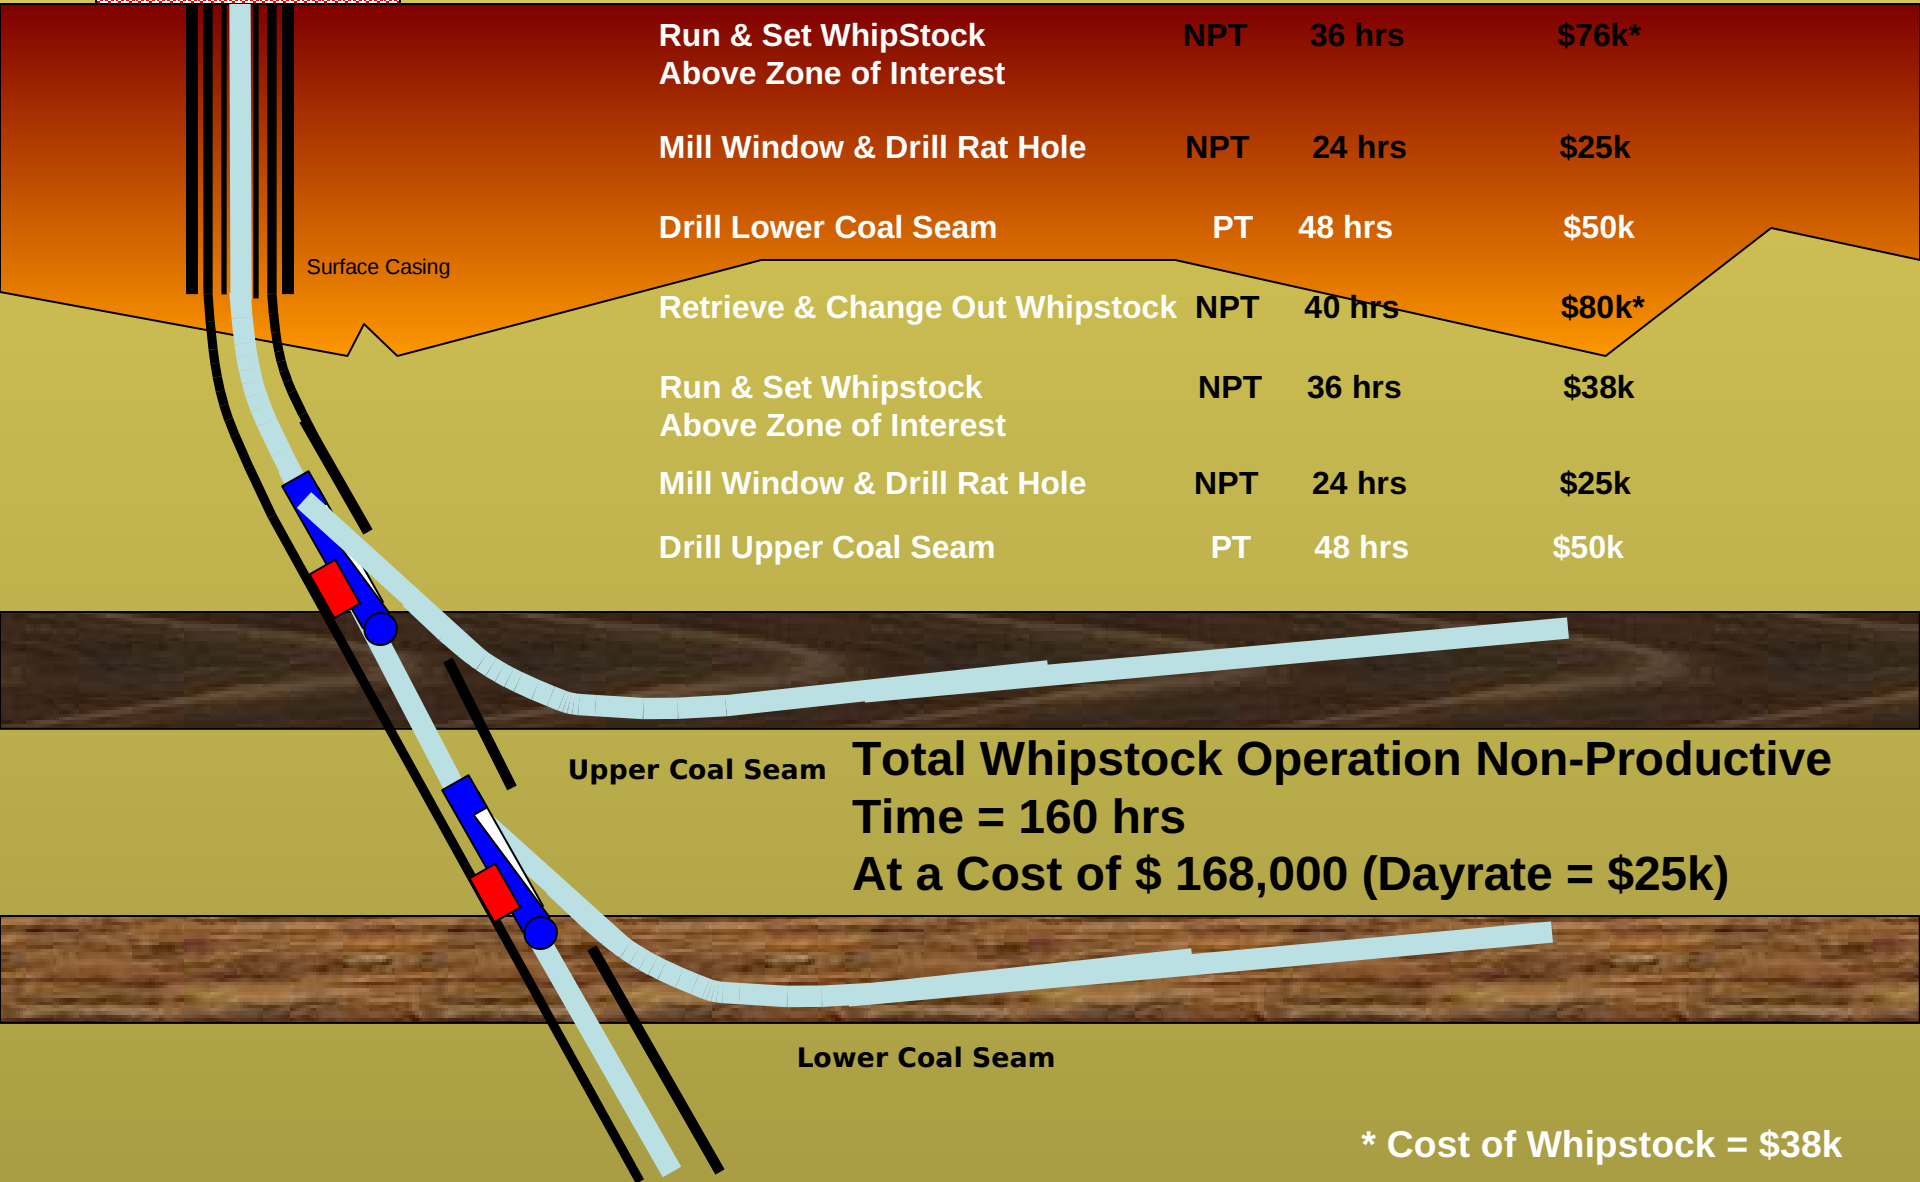 Run & Set WhipStock NPT 36 hrs $76k*
Above Zone of Interest
Mill Window & Drill Rat Hole NPT 24 hrs $25k
Drill Lower Coal Seam PT 48 hrs $50k
Surface Casing
Retrieve & Change Out Whipstock NPT 40 hrs $80k*
Run & Set Whipstock NPT 36 hrs $38k
Above Zone of Interest
Mill Window & Drill Rat Hole NPT 24 hrs $25k
Drill Upper Coal Seam PT 48 hrs $50k
Upper Coal Seam
Total Whipstock Operation Non-Productive
Time = 160 hrs
At a Cost of $ 168,000 (Dayrate = $25k)
Lower Coal Seam
* Cost of Whipstock = $38k